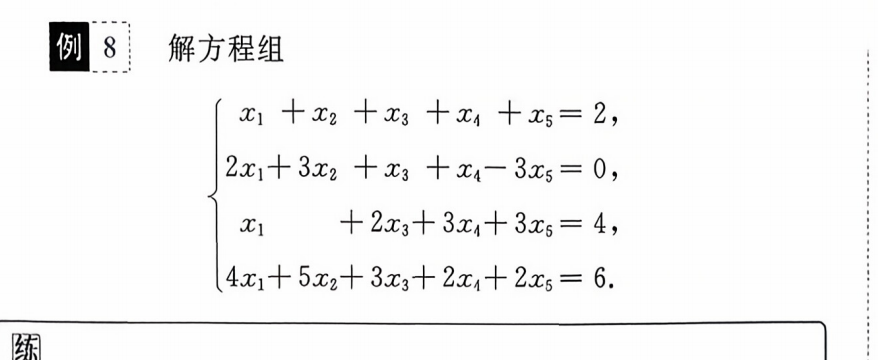 例 8 解方程组
x₁ + x₂ + x₃ + x₄ + x₅ = 2,
2x₁ + 3x₂ + x₃ + x₄ − 3x₅ = 0,
x₁ + 2x₃ + 3x₄ + 3x₅ = 4,
4x₁ + 5x₂ + 3x₃ + 2x₄ + 2x₅ = 6.
练